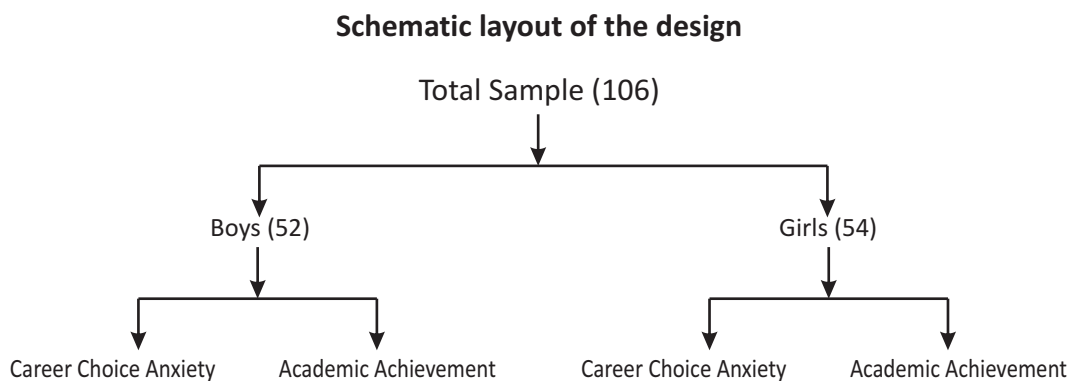 Schematic layout of the design
Total Sample (106)
Boys (52)
Girls (54)
Career Choice Anxiety
Academic Achievement
Career Choice Anxiety
Academic Achievement